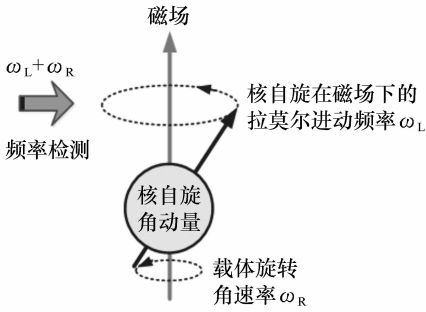 磁场
ωL+ωR
频率检测
核自旋在磁场下的
拉莫尔进动频率ωL
核自旋
角动量
载体旋转
角速率ωR